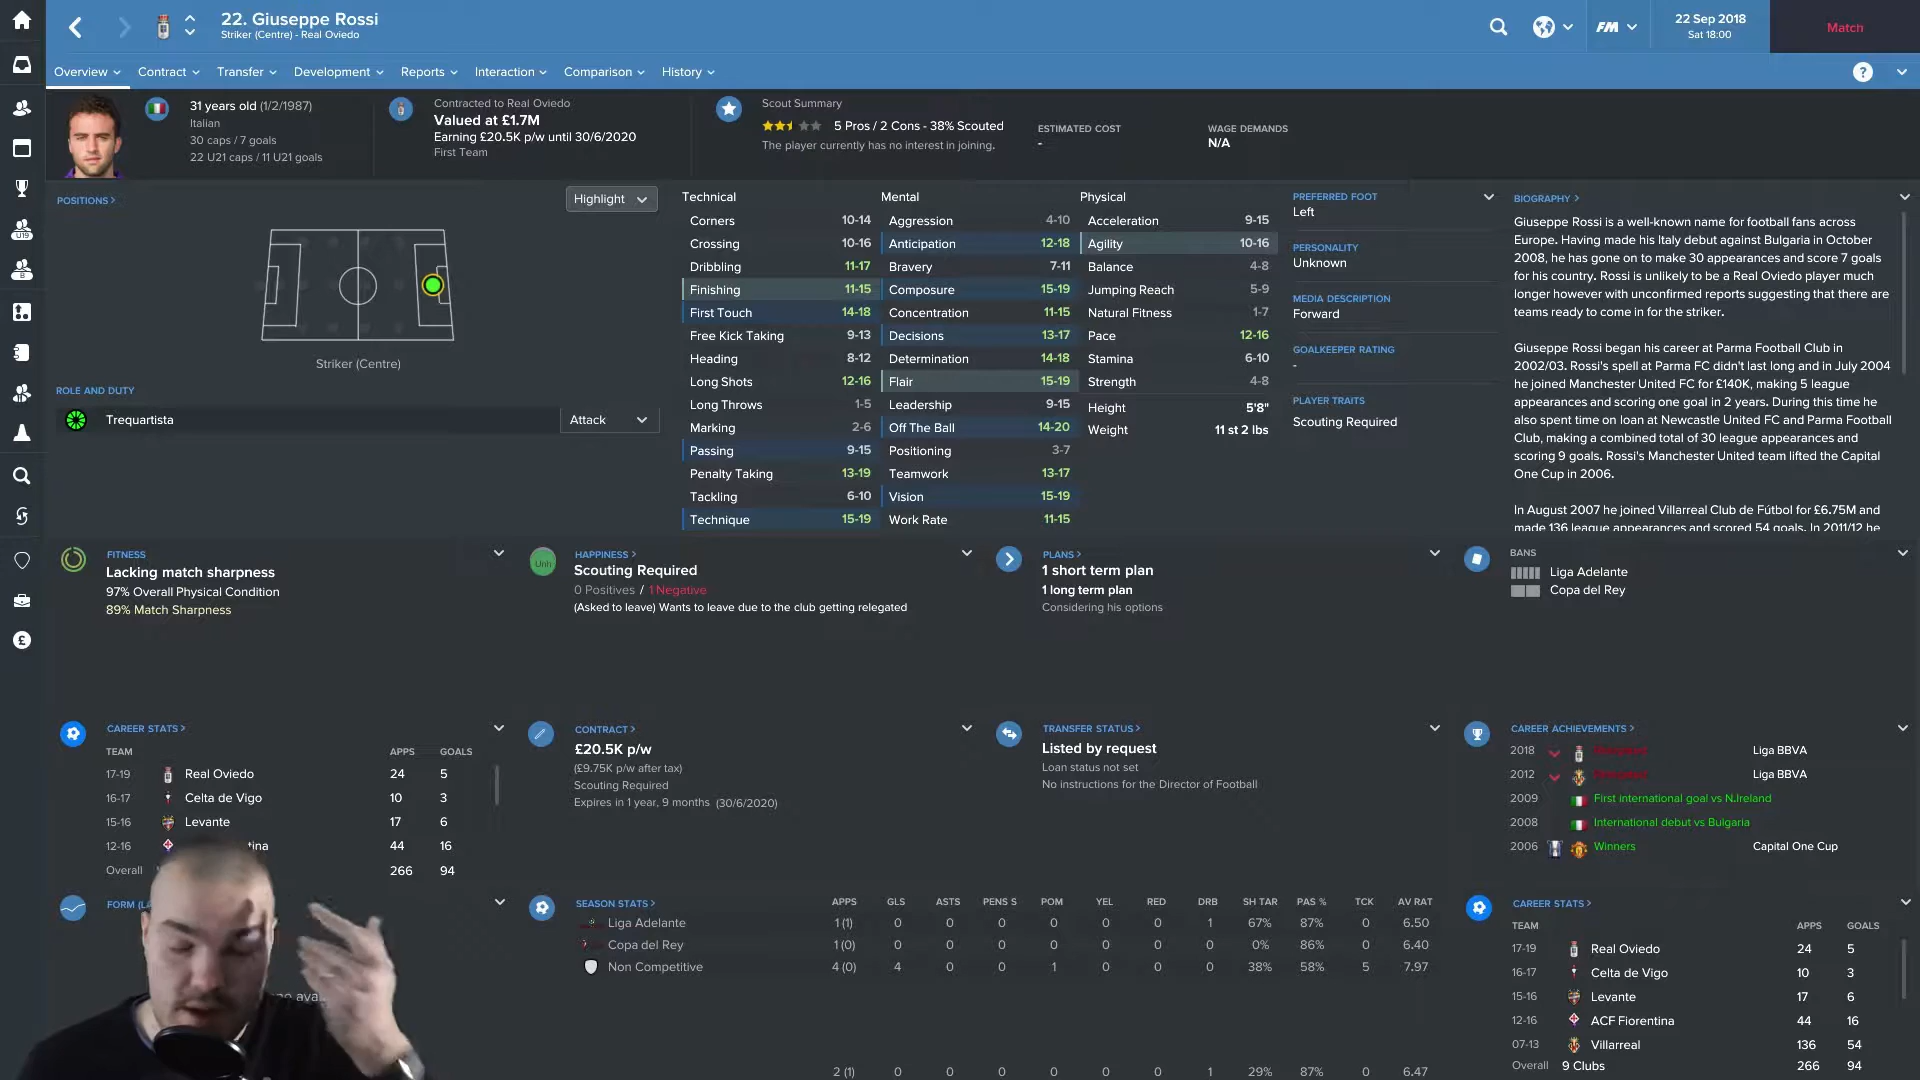 22. Giuseppe Rossi
Striker (Centre) - Real Oviedo
FM
22 Sep 2018
Sat 18:00
Match
Overview
Contract
Transfer
Development
Reports
Interaction
Comparison
History
?
31 years old (1/2/1987)
Italian
30 caps / 7 goals
22 U21 caps / 11 U21 goals
Contracted to Real Oviedo
Valued at £1.7M
Earning £20.5K p/w until 30/6/2020
First Team
Scout Summary
5 Pros / 2 Cons - 38% Scouted
The player currently has no interest in joining.
ESTIMATED COST
-
WAGE DEMANDS
N/A
POSITIONS >
Highlight
Striker (Centre)
ROLE AND DUTY
Trequartista
Attack
Technical
Corners 10-14
Crossing 10-16
Dribbling 11-17
Finishing 11-15
First Touch 14-18
Free Kick Taking 9-13
Heading 8-12
Long Shots 12-16
Long Throws 1-5
Marking 2-6
Passing 9-15
Penalty Taking 13-19
Tackling 6-10
Technique 15-19
Mental
Aggression 4-10
Anticipation 12-18
Bravery 7-11
Composure 15-19
Concentration 11-15
Decisions 13-17
Determination 14-18
Flair 15-19
Leadership 9-15
Off The Ball 14-20
Positioning 3-7
Teamwork 13-17
Vision 15-19
Work Rate 11-15
Physical
Acceleration 9-15
Agility 10-16
Balance 4-8
Jumping Reach 5-9
Natural Fitness 1-7
Pace 12-16
Stamina 6-10
Strength 4-8
Height 5'8"
Weight 11 st 2 lbs
PREFERRED FOOT
Left
PERSONALITY
Unknown
MEDIA DESCRIPTION
Forward
GOALKEEPER RATING
-
PLAYER TRAITS
Scouting Required
BIOGRAPHY >
Giuseppe Rossi is a well-known name for football fans across
Europe. Having made his Italy debut against Bulgaria in October
2008, he has gone on to make 30 appearances and score 7 goals
for his country. Rossi is unlikely to be a Real Oviedo player much
longer however with unconfirmed reports suggesting that there are
teams ready to come in for the striker.
Giuseppe Rossi began his career at Parma Football Club in
2002/03. Rossi's spell at Parma FC didn't last long and in July 2004
he joined Manchester United FC for £140K, making 5 league
appearances and scoring one goal in 2 years. During this time he
also spent time on loan at Newcastle United FC and Parma Football
Club, making a combined total of 30 league appearances and
scoring 9 goals. Rossi's Manchester United team lifted the Capital
One Cup in 2006.
In August 2007 he joined Villarreal Club de Fútbol for £6.75M and
made 136 league appearances and scored 54 goals. In 2011/12 he
FITNESS
Lacking match sharpness
97% Overall Physical Condition
89% Match Sharpness
Unh
HAPPINESS >
Scouting Required
0 Positives / 1 Negative
(Asked to leave) Wants to leave due to the club getting relegated
PLANS >
1 short term plan
1 long term plan
Considering his options
BANS
Liga Adelante
Copa del Rey
CAREER STATS >
TEAM APPS GOALS
17-19 Real Oviedo 24 5
16-17 Celta de Vigo 10 3
15-16 Levante 17 6
12-16 tina 44 16
Overall 266 94
CONTRACT >
£20.5K p/w
(£9.75K p/w after tax)
Scouting Required
Expires in 1 year, 9 months (30/6/2020)
TRANSFER STATUS >
Listed by request
Loan status not set
No instructions for the Director of Football
CAREER ACHIEVEMENTS >
2018 Liga BBVA
2012 Liga BBVA
2009 First international goal vs N.Ireland
2008 International debut vs Bulgaria
2006 Winners Capital One Cup
FORM (L
no ava
SEASON STATS > APPS GLS ASTS PENS S POM YEL RED DRB SH TAR PAS % TCK AV RAT
Liga Adelante 1 (1) 0 0 0 0 0 0 1 67% 87% 0 6.50
Copa del Rey 1 (0) 0 0 0 0 0 0 0 0% 86% 0 6.40
Non Competitive 4 (0) 4 0 0 1 0 0 0 38% 58% 5 7.97
2 (1) 0 0 0 0 0 0 1 29% 87% 0 6.47
CAREER STATS >
TEAM APPS GOALS
17-19 Real Oviedo 24 5
16-17 Celta de Vigo 10 3
15-16 Levante 17 6
12-16 ACF Fiorentina 44 16
07-13 Villarreal 136 54
Overall 9 Clubs 266 94
£
U19
B